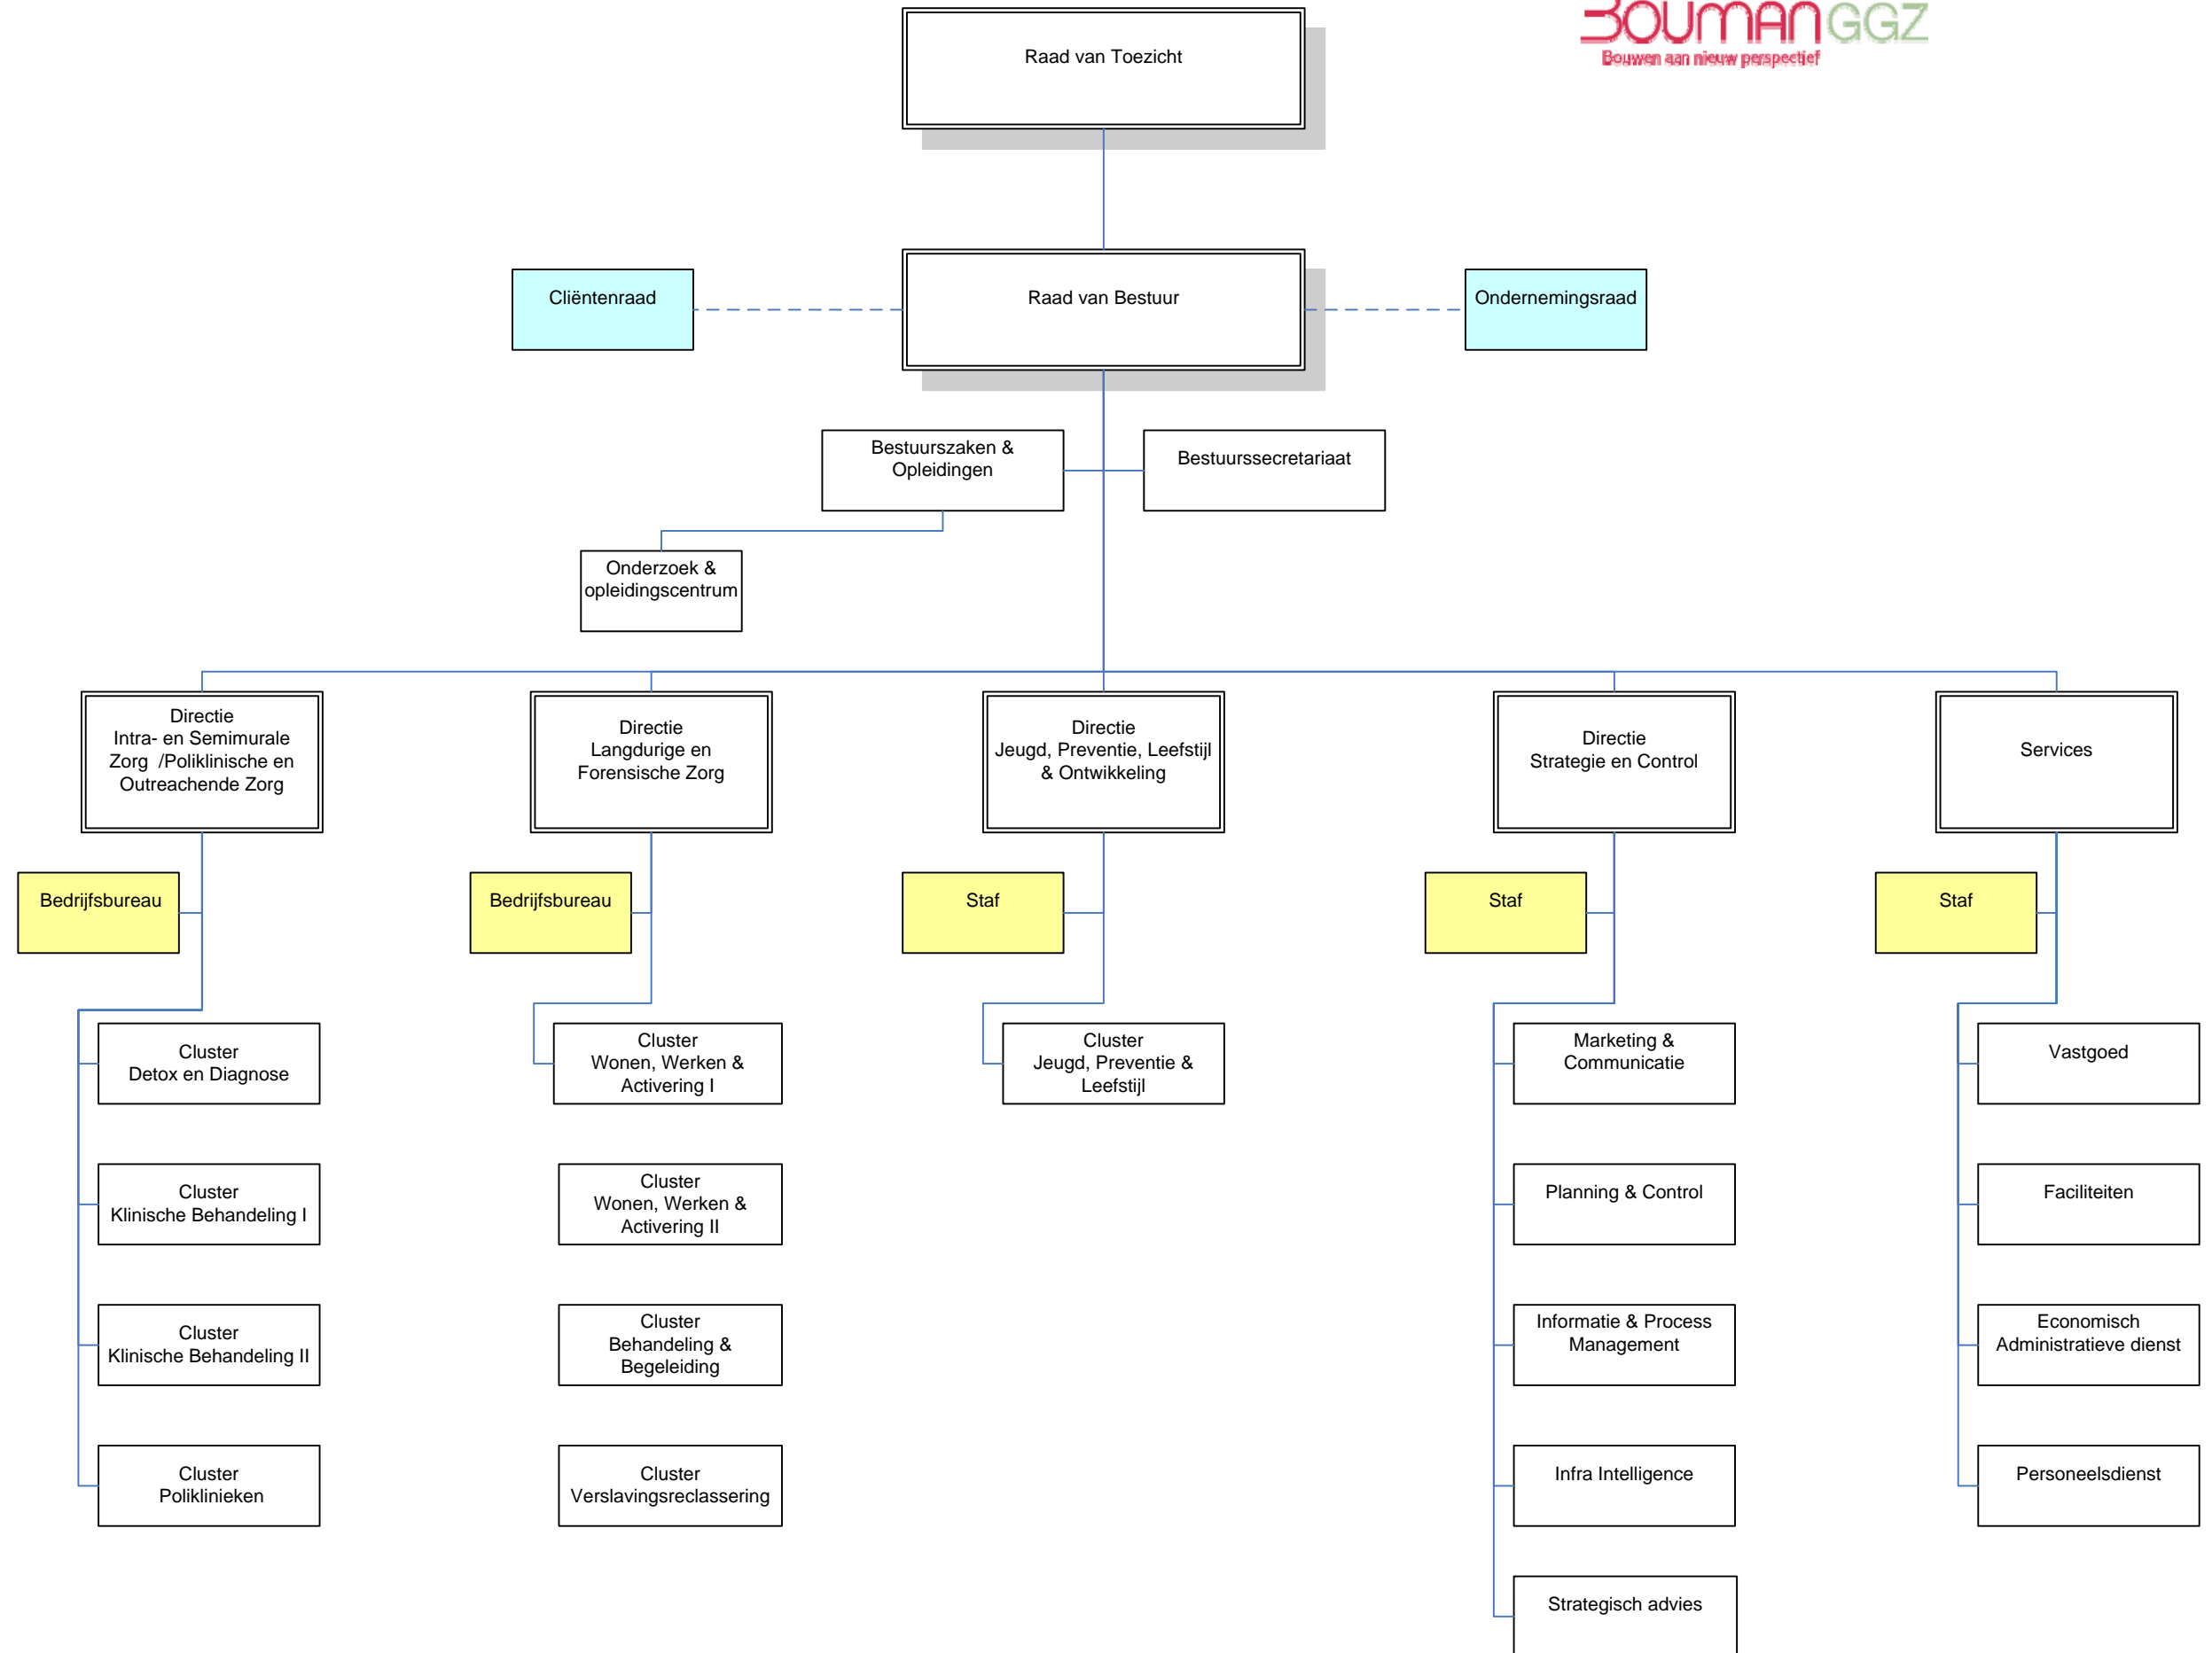 BOUMANGGZ
Bouwen aan nieuw perspectief
Raad van Toezicht
Cliëntenraad
Raad van Bestuur
Ondernemingsraad
Bestuurszaken &
Opleidingen
Bestuurssecretariaat
Onderzoek &
opleidingscentrum
Directie
Intra- en Semimurale
Zorg /Poliklinische en
Outreachende Zorg
Directie
Langdurige en
Forensische Zorg
Directie
Jeugd, Preventie, Leefstijl
& Ontwikkeling
Directie
Strategie en Control
Services
Bedrijfsbureau
Bedrijfsbureau
Staf
Staf
Staf
Cluster
Detox en Diagnose
Cluster
Wonen, Werken &
Activering I
Cluster
Jeugd, Preventie &
Leefstijl
Marketing &
Communicatie
Vastgoed
Cluster
Klinische Behandeling I
Cluster
Wonen, Werken &
Activering II
Planning & Control
Faciliteiten
Cluster
Klinische Behandeling II
Cluster
Behandeling &
Begeleiding
Informatie & Process
Management
Economisch
Administratieve dienst
Cluster
Poliklinieken
Cluster
Verslavingsreclassering
Infra Intelligence
Personeelsdienst
Strategisch advies